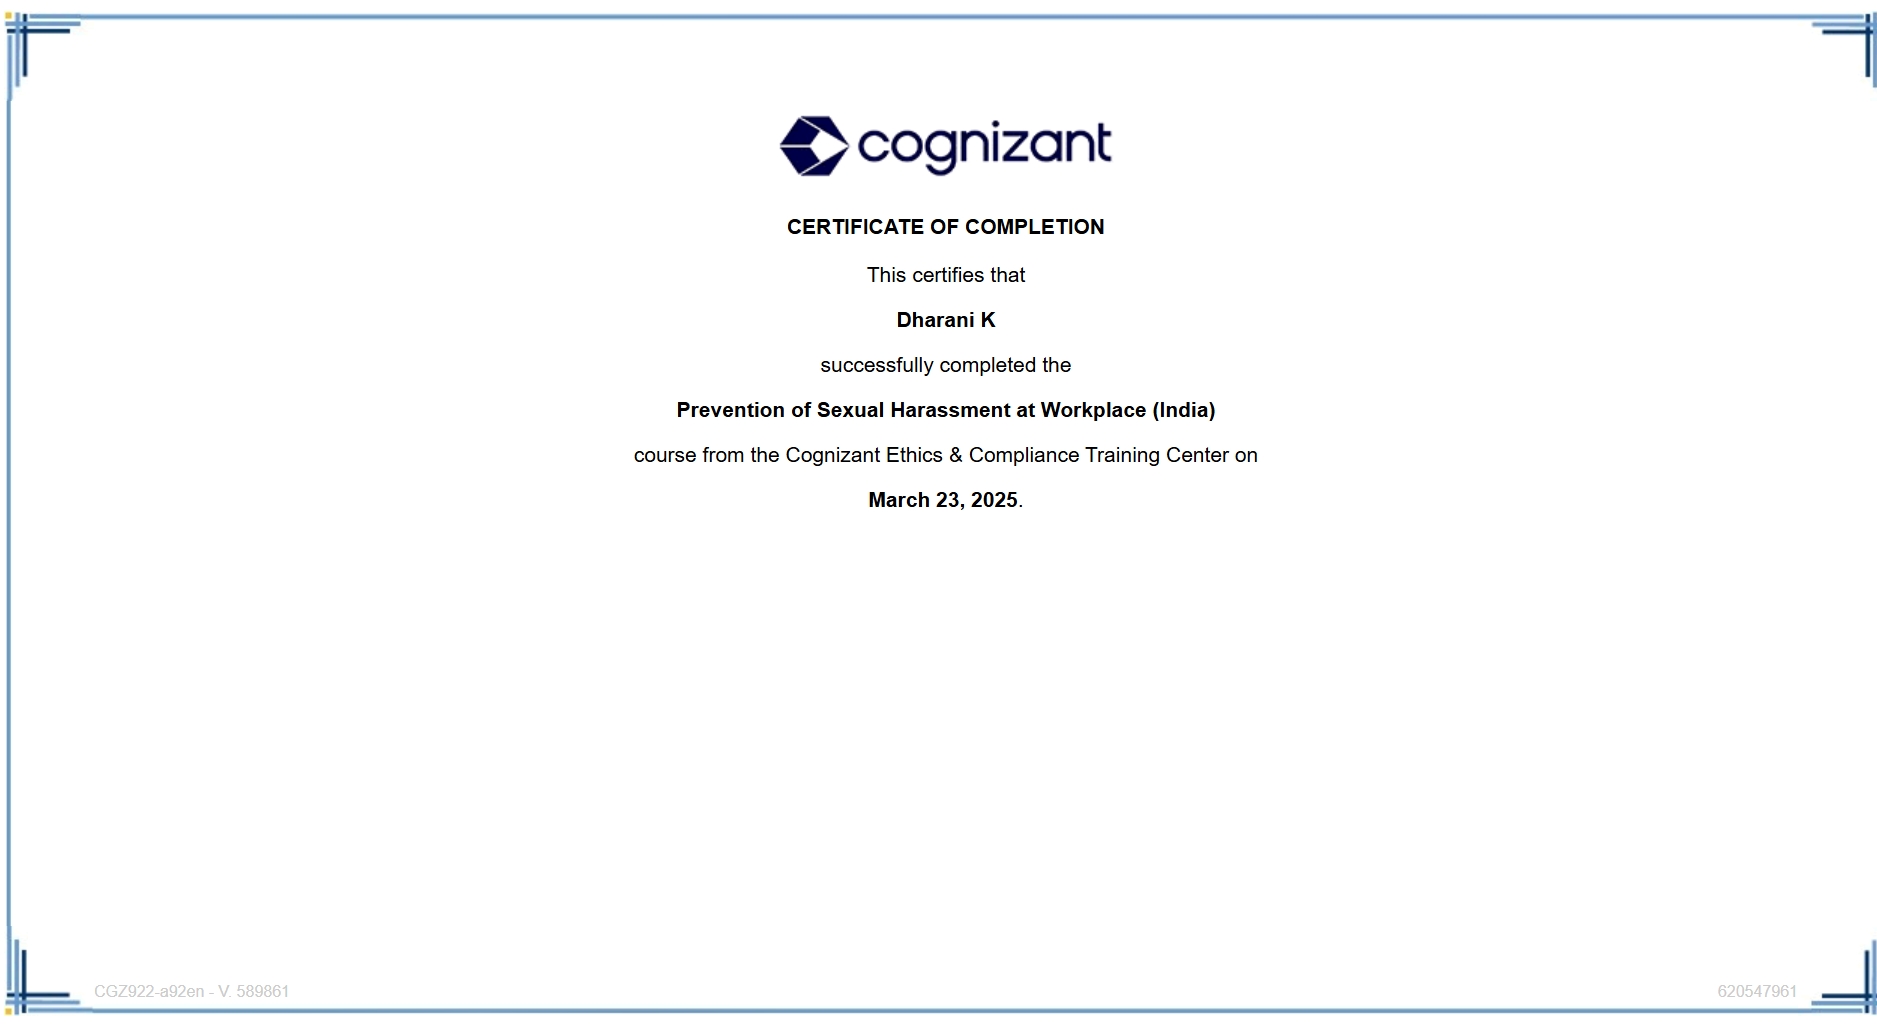 cognizant
CERTIFICATE OF COMPLETION
This certifies that
Dharani K
successfully completed the
Prevention of Sexual Harassment at Workplace (India)
course from the Cognizant Ethics & Compliance Training Center on
March 23, 2025.
CGZ922-a92en - V. 589861
620547961